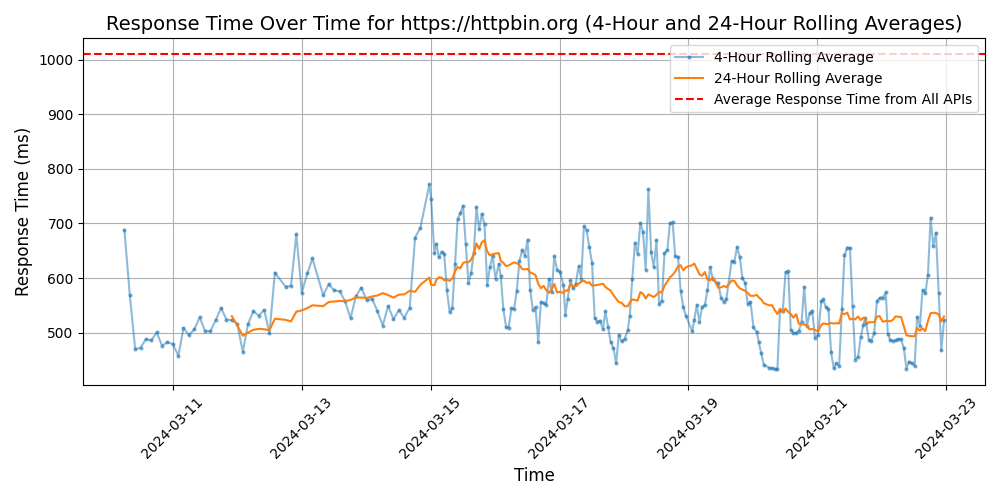 Response Time Over Time for https://httpbin.org (4-Hour and 24-Hour Rolling Averages)
4-Hour Rolling Average
24-Hour Rolling Average
Average Response Time from All APIs
Response Time (ms)
1000
900
800
700
600
500
2024-03-11
2024-03-13
2024-03-15
2024-03-17
2024-03-19
2024-03-21
2024-03-23
Time